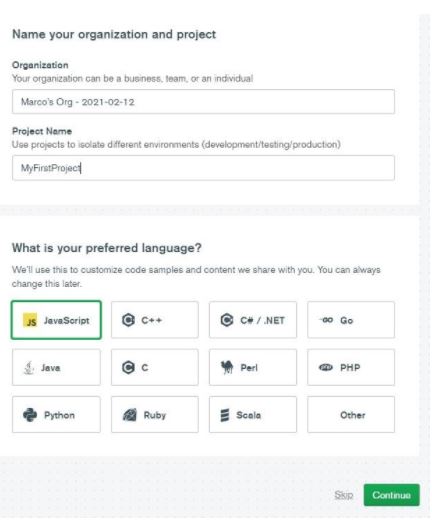 Name your organization and project
Organization
Your organization can be a business, team, or an individual
Marco's Org - 2021-02-12
Project Name
Use projects to isolate different environments (development/testing/production)
MyFirstProject
What is your preferred language?
We'll use this to customize code samples and content we share with you. You can always
change this later.
JS JavaScript
C++
C# / .NET
GO Go
Java
C
Perl
php PHP
Python
Ruby
Scala
Other
Skip
Continue